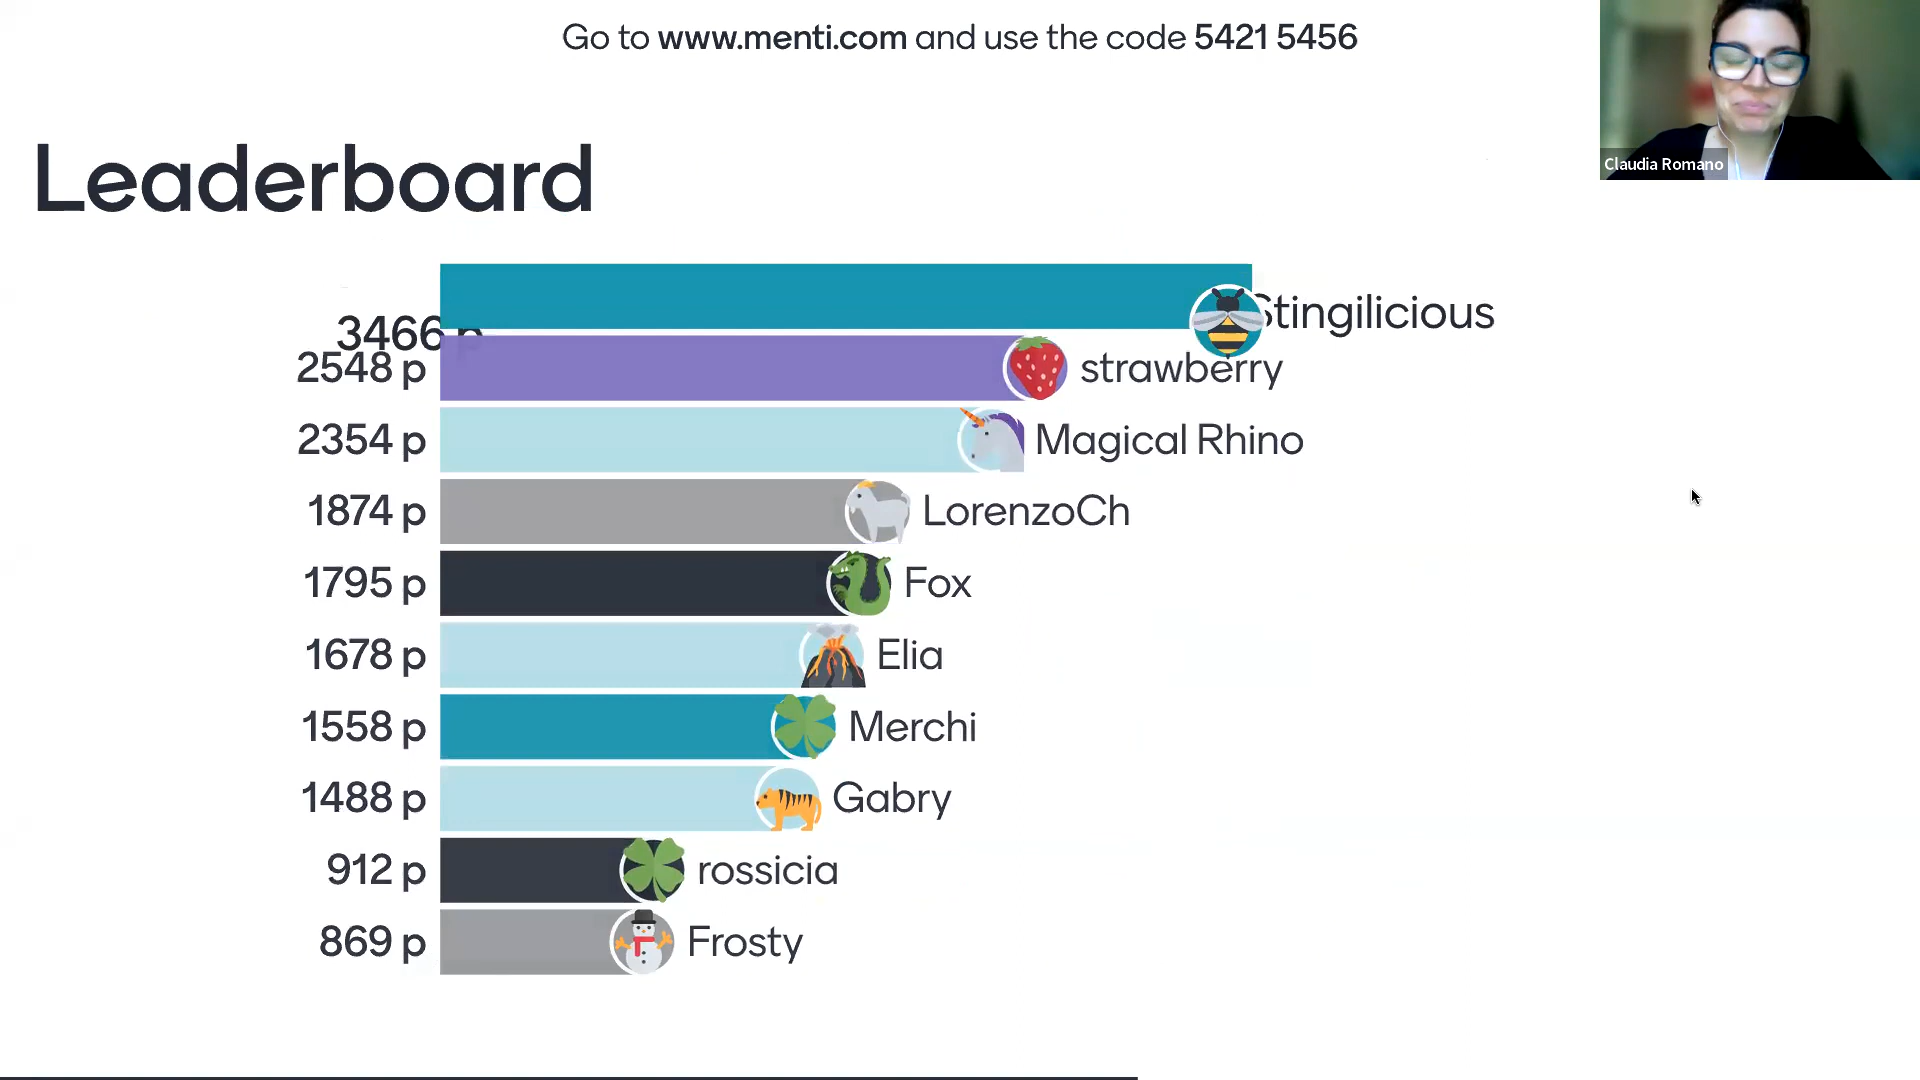 Go to www.menti.com and use the code 5421 5456
Claudia Romano
Leaderboard
3466 p Stingilicious
2548 p strawberry
2354 p Magical Rhino
1874 p LorenzoCh
1795 p Fox
1678 p Elia
1558 p Merchi
1488 p Gabry
912 p rossicia
869 p Frosty